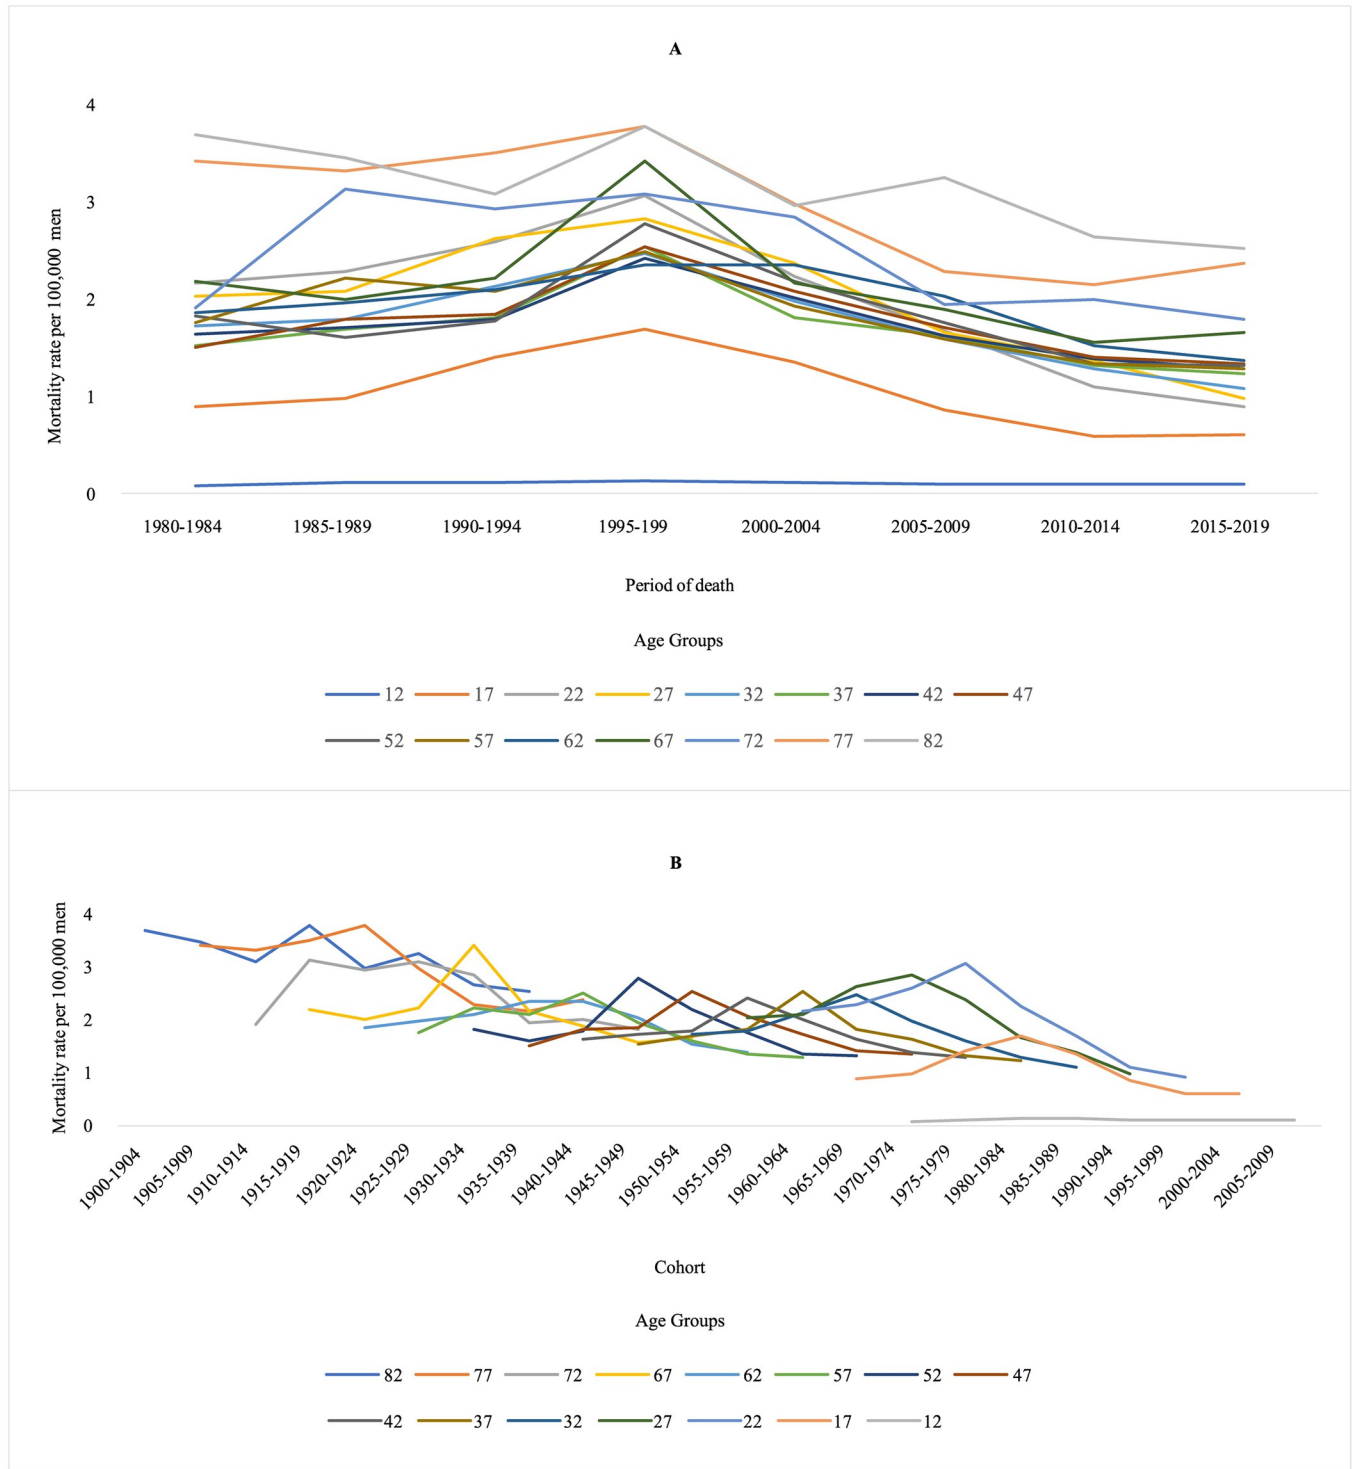 A
4
3
2
1
0
Mortality rate per 100,000 men
1980-1984 1985-1989 1990-1994 1995-199 2000-2004 2005-2009 2010-2014 2015-2019
Period of death
Age Groups
12 17 22 27 32 37 42 47
52 57 62 67 72 77 82
B
4
3
2
1
0
Mortality rate per 100,000 men
1900-1904 1905-1909 1910-1914 1915-1919 1920-1924 1925-1929 1930-1934 1935-1939 1940-1944 1945-1949 1950-1954 1955-1959 1960-1964 1965-1969 1970-1974 1975-1979 1980-1984 1985-1989 1990-1994 1995-1999 2000-2004 2005-2009
Cohort
Age Groups
82 77 72 67 62 57 52 47
42 37 32 27 22 17 12